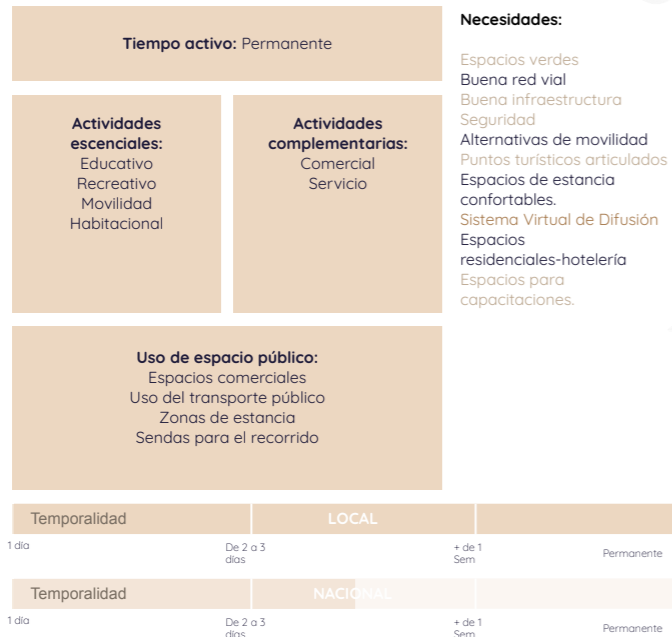 Tiempo activo: Permanente
Actividades
escenciales:
Educativo
Recreativo
Movilidad
Habitacional
Actividades
complementarias:
Comercial
Servicio
Uso de espacio público:
Espacios comerciales
Uso del transporte público
Zonas de estancia
Sendas para el recorrido
Necesidades:
Espacios verdes
Buena red vial
Buena infraestructura
Seguridad
Alternativas de movilidad
Puntos turísticos articulados
Espacios de estancia
confortables.
Sistema Virtual de Difusión
Espacios
residenciales-hotelería
Espacios para
capacitaciones.
Temporalidad LOCAL
1 día De 2 a 3 + de 1 Permanente
días Sem
Temporalidad NACIONAL
1 día De 2 a 3 + de 1 Permanente
días Sem